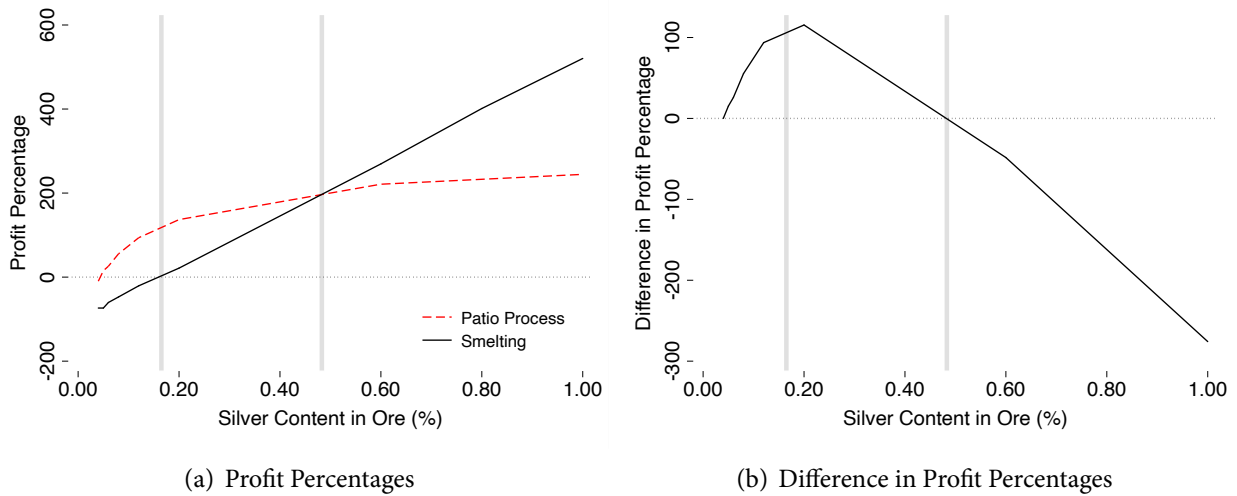 600
400
200
0
-200
Profit Percentage
Patio Process
Smelting
0.00 0.20 0.40 0.60 0.80 1.00
Silver Content in Ore (%)
(a) Profit Percentages
100
0
-100
-200
-300
Difference in Profit Percentage
0.00 0.20 0.40 0.60 0.80 1.00
Silver Content in Ore (%)
(b) Difference in Profit Percentages